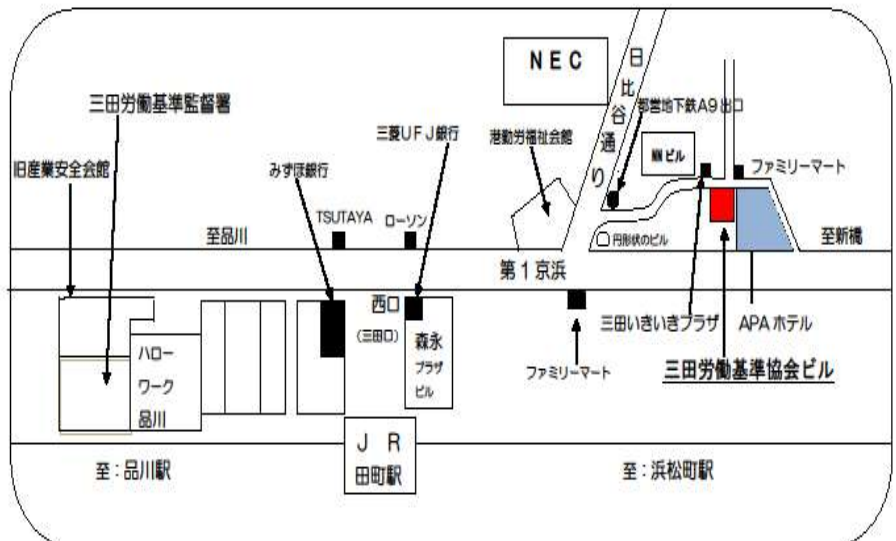 NEC
日比谷通り
三田労働基準監督署
都営地下鉄A9出口
三菱UFJ銀行
港勤労福祉会館
NNビル
旧産業安全会館
みずほ銀行
ファミリーマート
TSUTAYA
ローソン
至品川
円形状のビル
至新橋
第1京浜
西口
(三田口)
三田いきいきプラザ
APAホテル
森永
プラザ
ビル
ハロー
ワーク
品川
ファミリーマート
三田労働基準協会ビル
JR
田町駅
至:品川駅
至:浜松町駅